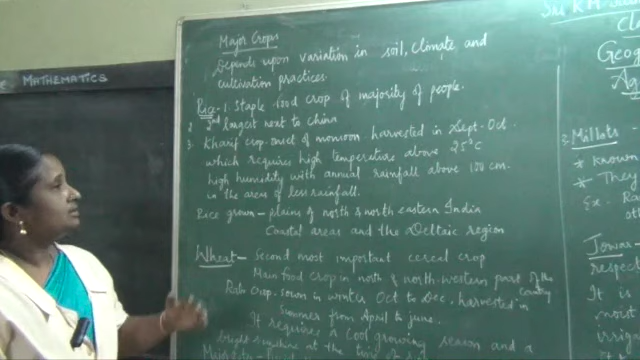 MATHEMATICS
Major Crops
Depends upon variation in soil, climate and
cultivation practices.
Rice - 1. Staple food crop of majority of people.
2 2nd largest next to china
3. Kharif crop onset of monsoon harvested in Sept-Oct.
which requires high temperature above 25°C
high humidity with annual rainfall above 100 cm.
in the areas of less rainfall.
Rice grown - plains of north & north eastern India
Coastal areas and the Deltaic region
Wheat - Second most important cereal crop
Main food crop in north & north-western part of the
country
Rabi crop - sown in winter Oct to Dec. harvested in
Summer from April to june.
It requires a cool growing season and a
bright sunshine at the time of
Geog
Ag
3. Millets
* Known
* They
Ex. Ra
Jowar
respect
It is
moist
irrig